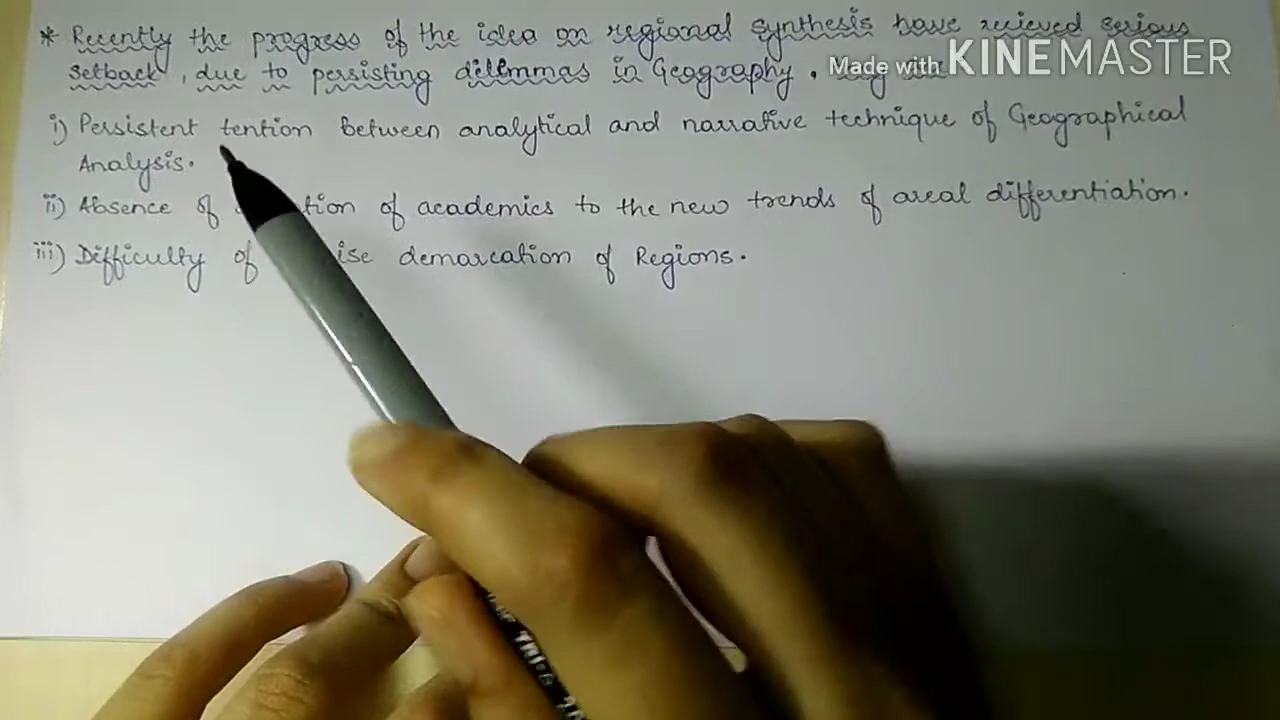 * Recently the progress of the idea on regional synthesis have recieved serious
setback, due to persisting dilemmas in Geography.
Made with KINEMASTER
i) Persistent tention between analytical and narrative technique of Geographical
Analysis.
ii) Absence of of academics to the new trends of areal differentiation.
iii) Difficulty of demarcation of Regions.